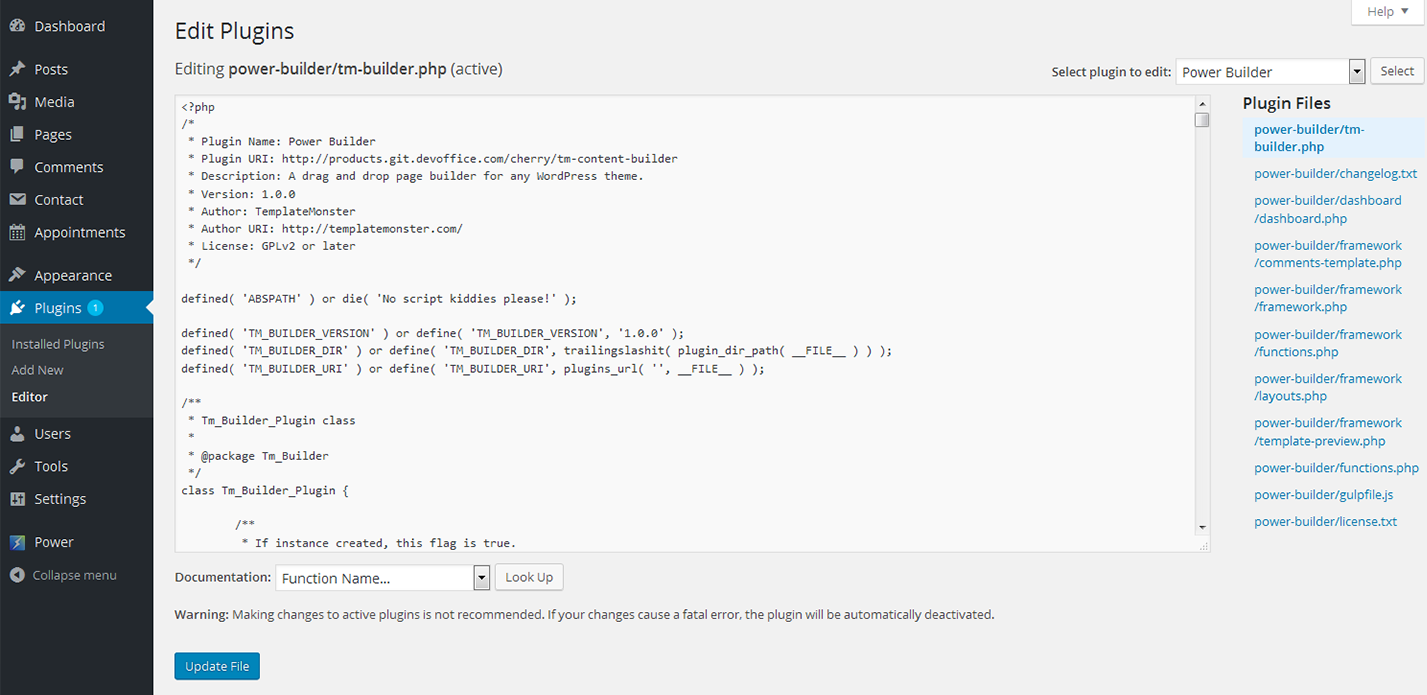 Dashboard
Posts
Media
Pages
Comments
Contact
Appointments
Appearance
Plugins 1
Installed Plugins
Add New
Editor
Users
Tools
Settings
Power
Collapse menu
Help
Edit Plugins
Editing power-builder/tm-builder.php (active)
Select plugin to edit: Power Builder Select
<?php
/*
 * Plugin Name: Power Builder
 * Plugin URI: http://products.git.devoffice.com/cherry/tm-content-builder
 * Description: A drag and drop page builder for any WordPress theme.
 * Version: 1.0.0
 * Author: TemplateMonster
 * Author URI: http://templatemonster.com/
 * License: GPLv2 or later
 */
defined( 'ABSPATH' ) or die( 'No script kiddies please!' );
defined( 'TM_BUILDER_VERSION' ) or define( 'TM_BUILDER_VERSION', '1.0.0' );
defined( 'TM_BUILDER_DIR' ) or define( 'TM_BUILDER_DIR', trailingslashit( plugin_dir_path( __FILE__ ) ) );
defined( 'TM_BUILDER_URI' ) or define( 'TM_BUILDER_URI', plugins_url( '', __FILE__ ) );
/**
 * Tm_Builder_Plugin class
 *
 * @package Tm_Builder
 */
class Tm_Builder_Plugin {
/**
 * If instance created, this flag is true.
Plugin Files
power-builder/tm-
builder.php
power-builder/changelog.txt
power-builder/dashboard
/dashboard.php
power-builder/framework
/comments-template.php
power-builder/framework
/framework.php
power-builder/framework
/functions.php
power-builder/framework
/layouts.php
power-builder/framework
/template-preview.php
power-builder/functions.php
power-builder/gulpfile.js
power-builder/license.txt
Documentation: Function Name... Look Up
Warning: Making changes to active plugins is not recommended. If your changes cause a fatal error, the plugin will be automatically deactivated.
Update File